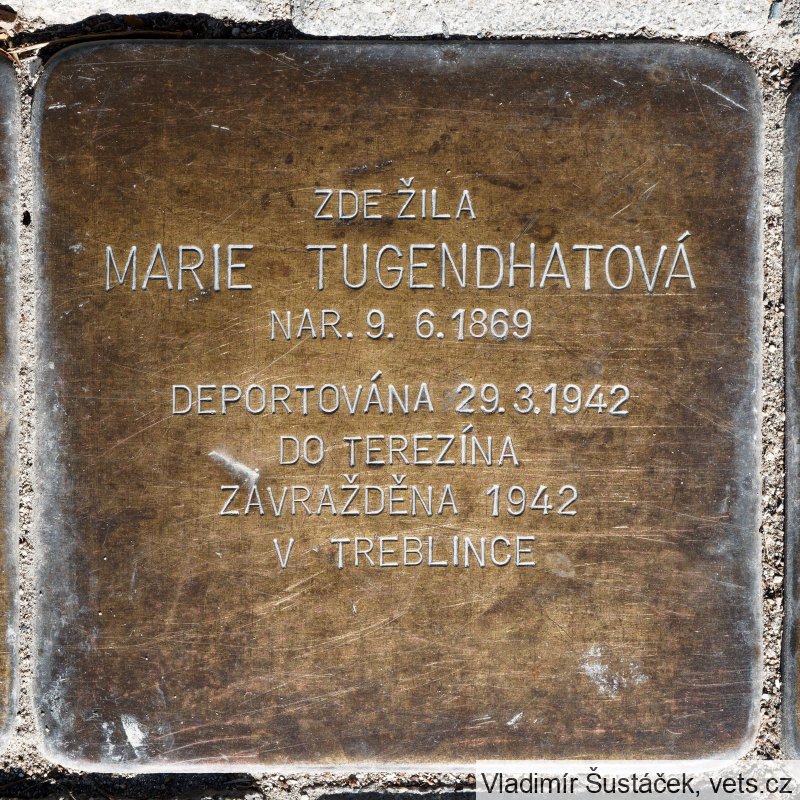 ZDE ŽILA
MARIE TUGENDHATOVÁ
NAR. 9. 6. 1869
DEPORTOVÁNA 29. 3. 1942
DO TEREZÍNA
ZAVRAŽDĚNA 1942
V TREBLINCE
Vladimír Šustáček, vets.cz